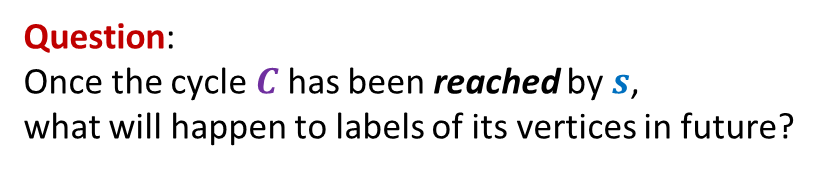 Question:
Once the cycle C has been reached by s,
what will happen to labels of its vertices in future?